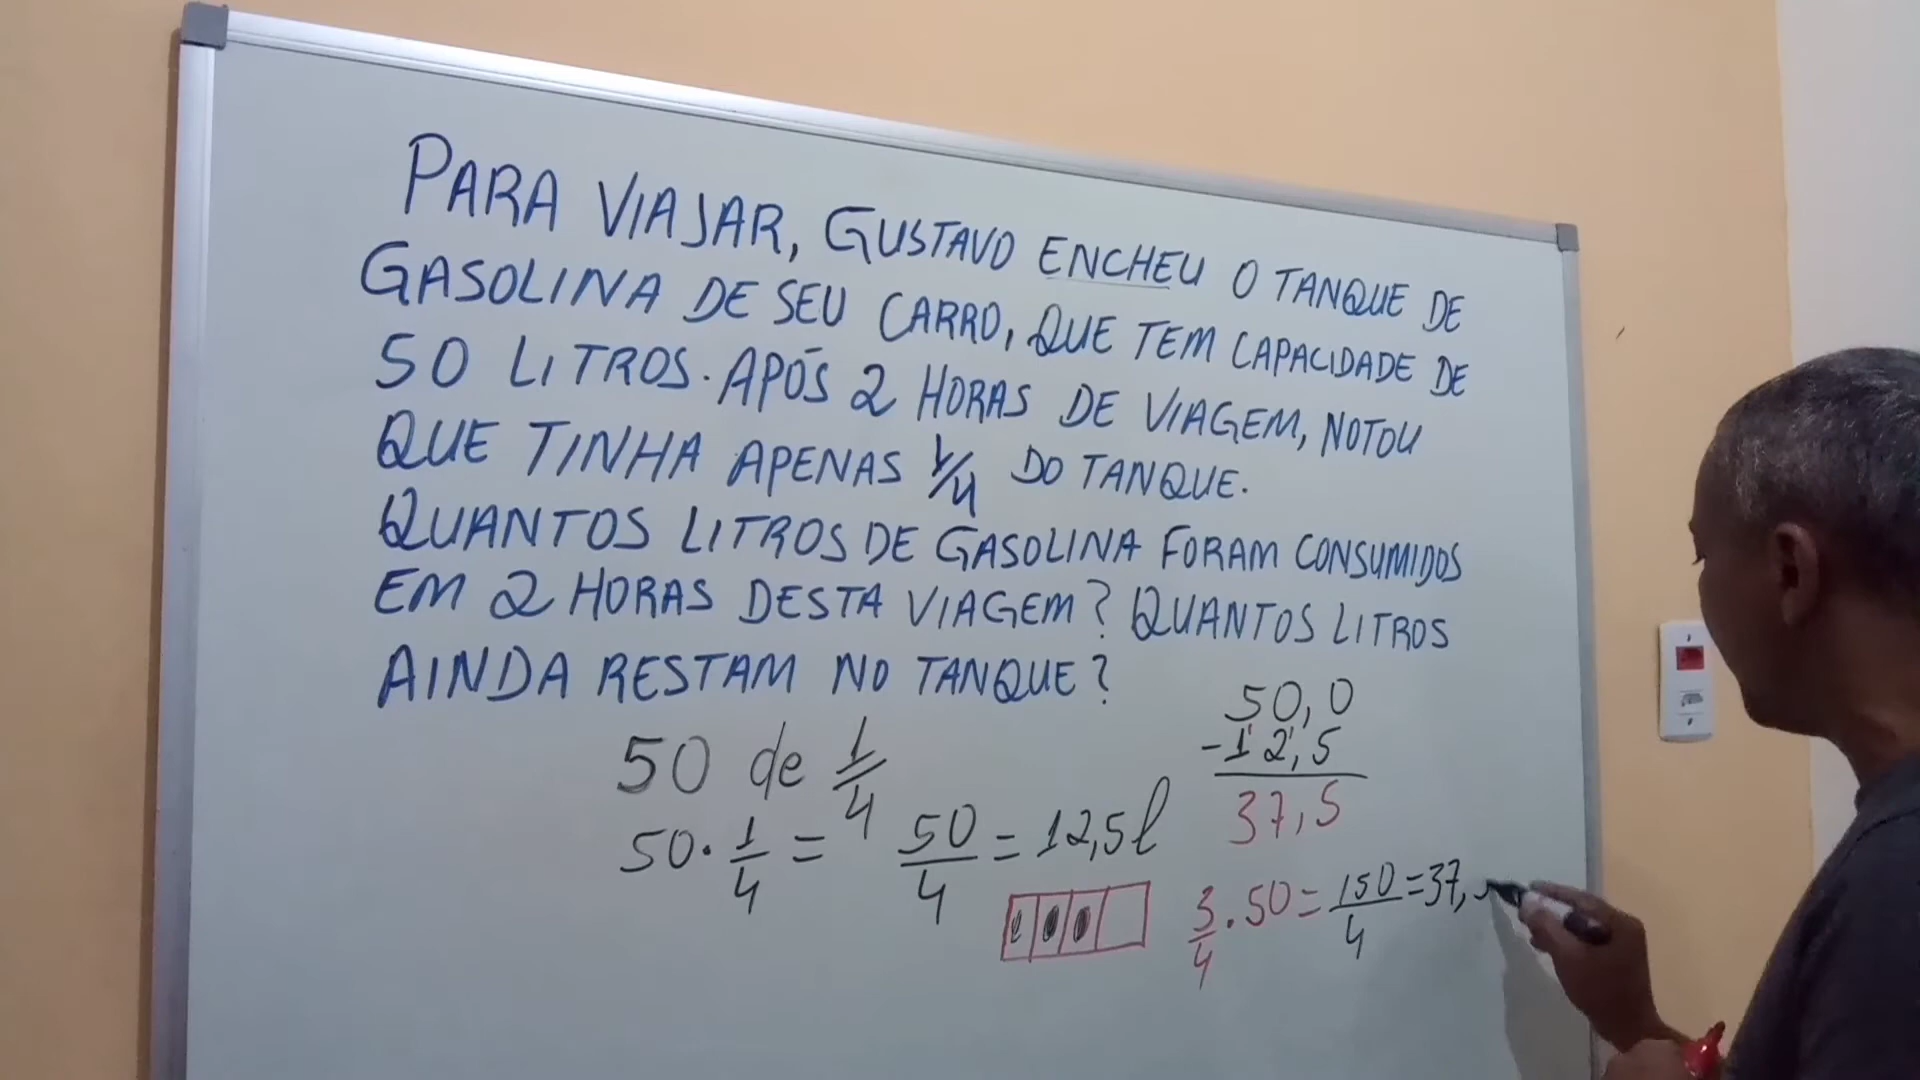 PARA VIAJAR, GUSTAVO ENCHEU O TANQUE DE
GASOLINA DE SEU CARRO, QUE TEM CAPACIDADE DE
50 LITROS. APÓS 2 HORAS DE VIAGEM, NOTOU
QUE TINHA APENAS 1/4 DO TANQUE.
QUANTOS LITROS DE GASOLINA FORAM CONSUMIDOS
EM 2 HORAS DESTA VIAGEM? QUANTOS LITROS
AINDA RESTAM NO TANQUE?
50 de 1/4
50 · 1/4 = 50/4 = 12,5 l
50,0
- 12,5
37,5
3/4 · 50 = 150/4 = 37,